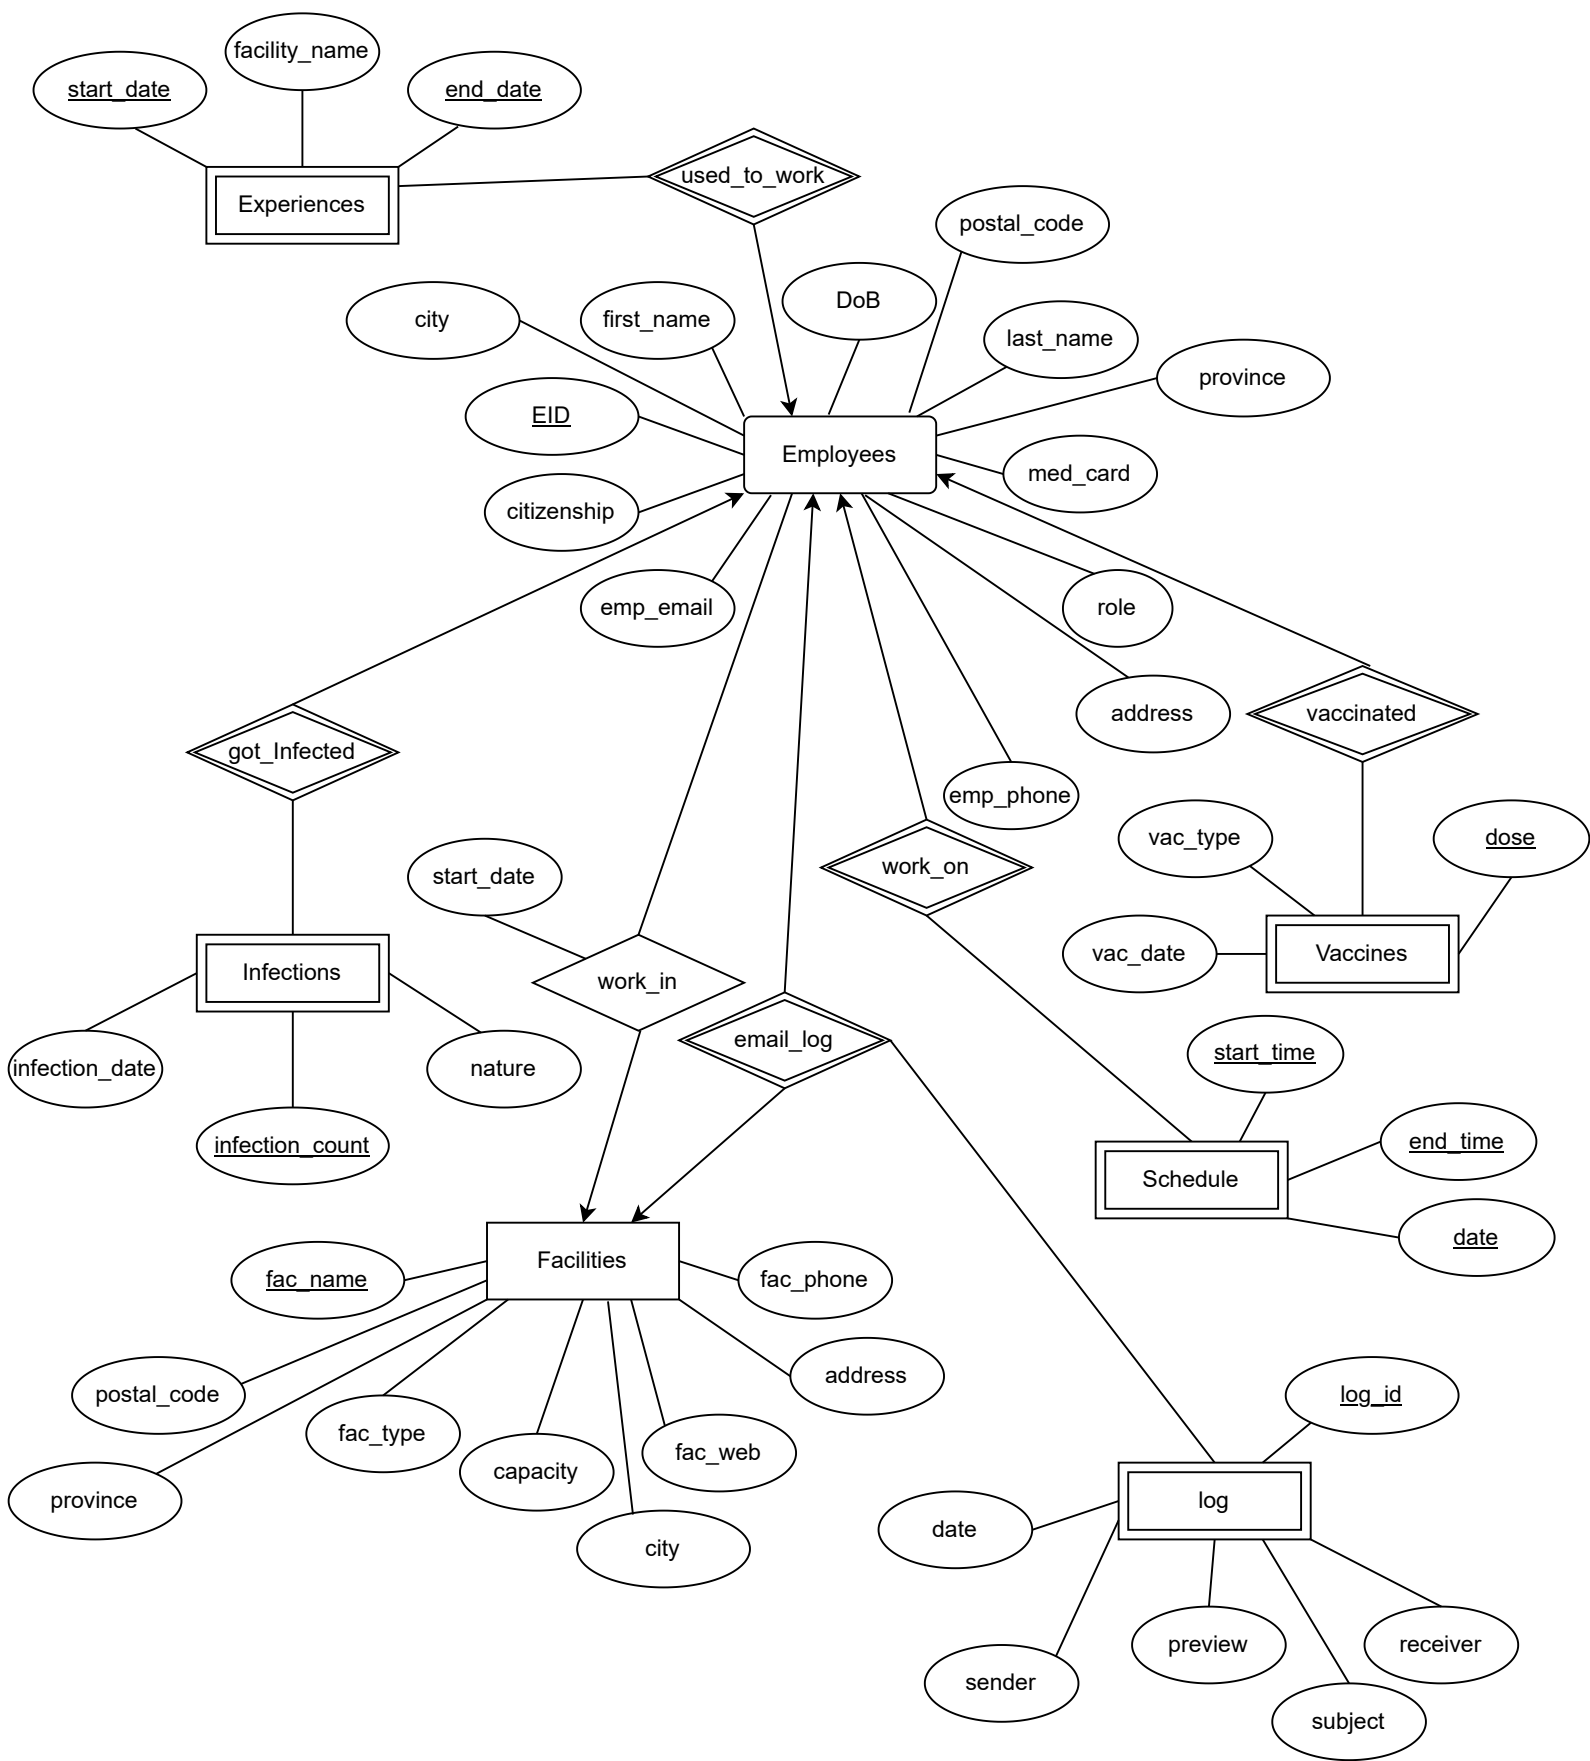 facility_name
start_date
end_date
used_to_work
Experiences
postal_code
DoB
city
first_name
last_name
province
EID
Employees
med_card
citizenship
emp_email
role
address
vaccinated
got_Infected
emp_phone
vac_type
dose
work_on
start_date
vac_date
Vaccines
Infections
work_in
email_log
start_time
infection_date
nature
infection_count
end_time
Schedule
date
Facilities
fac_name
fac_phone
address
postal_code
log_id
fac_type
fac_web
capacity
province
log
date
city
preview
receiver
sender
subject